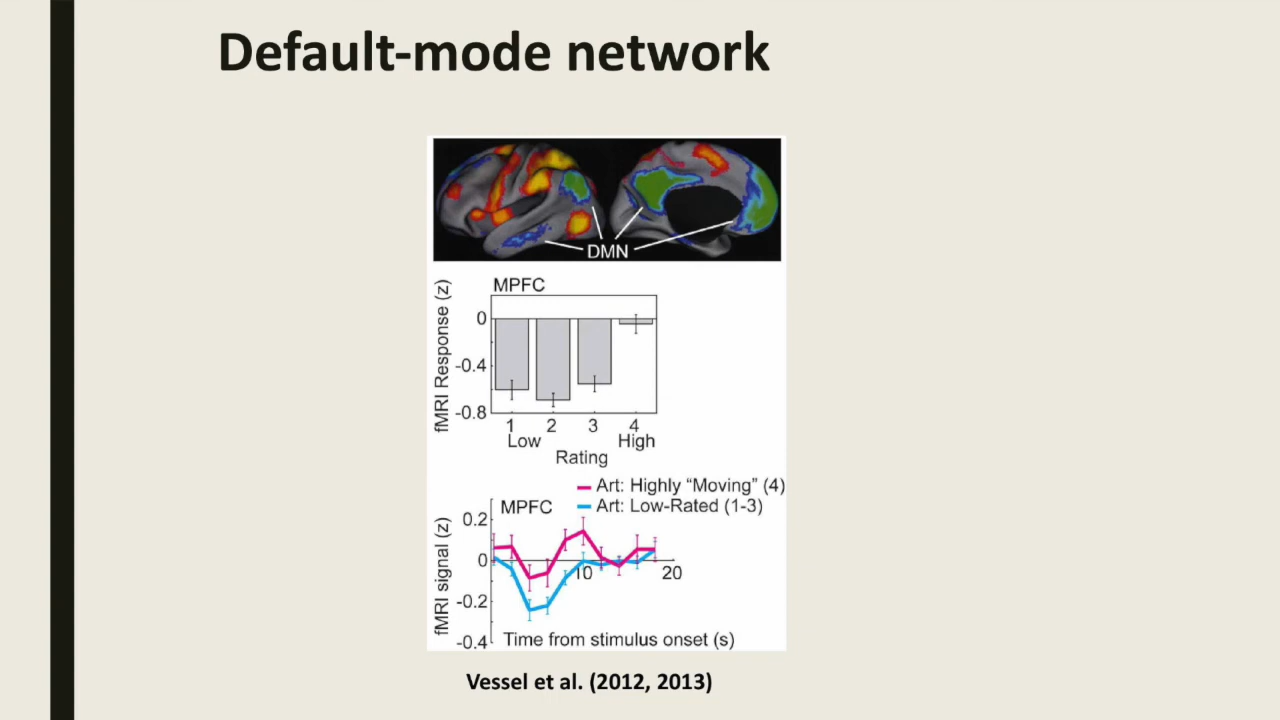 Default-mode network
DMN
MPFC
fMRI Response (z)
0
-0.4
-0.8
1 2 3 4
Low High
Rating
Art: Highly “Moving” (4)
Art: Low-Rated (1-3)
MPFC
fMRI signal (z)
0.2
0
-0.2
-0.4
10 20
Time from stimulus onset (s)
Vessel et al. (2012, 2013)